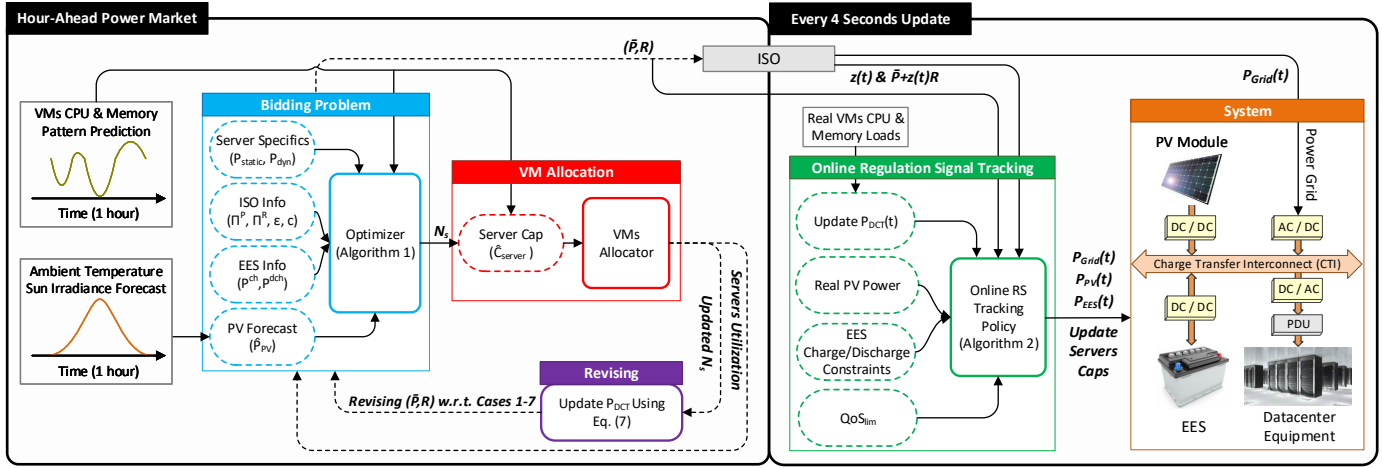 Hour-Ahead Power Market
VMs CPU & Memory
Pattern Prediction
Time (1 hour)
Ambient Temperature
Sun Irradiance Forecast
Time (1 hour)
Bidding Problem
Server Specifics
(P_static, P_dyn)
ISO Info
(Π^P, Π^R, ε, c)
EES Info
(P^ch,P^dch)
PV Forecast
(P̂_PV)
Optimizer
(Algorithm 1)
N_s
VM Allocation
Server Cap
(Ĉ_server )
VMs
Allocator
Updated N_s
Servers Utilization
Revising
Update P_DCT Using
Eq. (7)
Revising (P̄,R) w.r.t. Cases 1-7
(P̄,R)
ISO
Every 4 Seconds Update
z(t) & P̄+z(t)R
P_Grid(t)
Real VMs CPU &
Memory Loads
Online Regulation Signal Tracking
Update P_DCT(t)
Real PV Power
EES
Charge/Discharge
Constraints
QoS_lim
Online RS
Tracking
Policy
(Algorithm 2)
P_Grid(t)
P_PV(t)
P_EES(t)
Update
Servers
Caps
System
PV Module
Power Grid
DC / DC
AC / DC
Charge Transfer Interconnect (CTI)
DC / DC
DC / AC
PDU
EES
Datacenter
Equipment